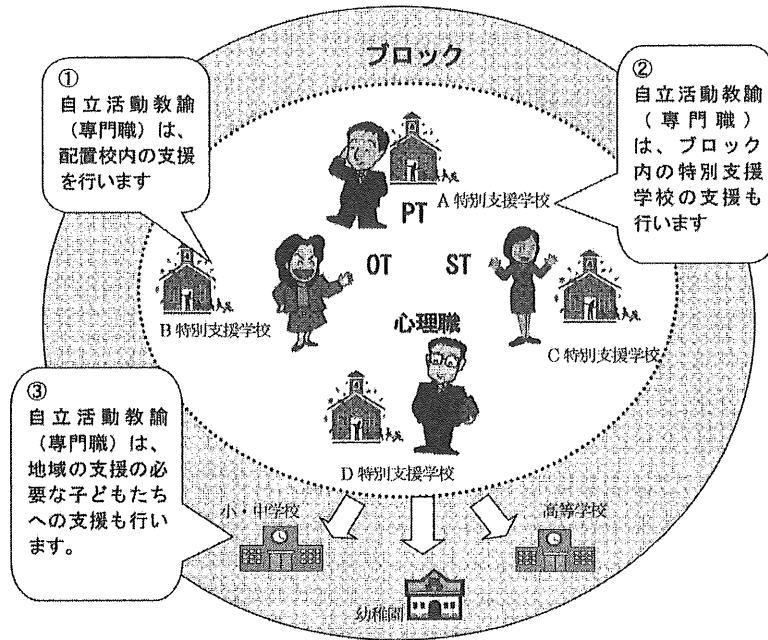 ブロック
①
自立活動教諭
（専門職）は、
配置校内の支援
を行います
②
自立活動教諭
（専門職）
は、ブロック
内の特別支援
学校の支援も
行います
A 特別支援学校
PT
OT
ST
B 特別支援学校
C 特別支援学校
心理職
D 特別支援学校
③
自立活動教諭
（専門職）は、
地域の支援の必
要な子どもたち
への支援も行い
ます。
小・中学校
高等学校
幼稚園